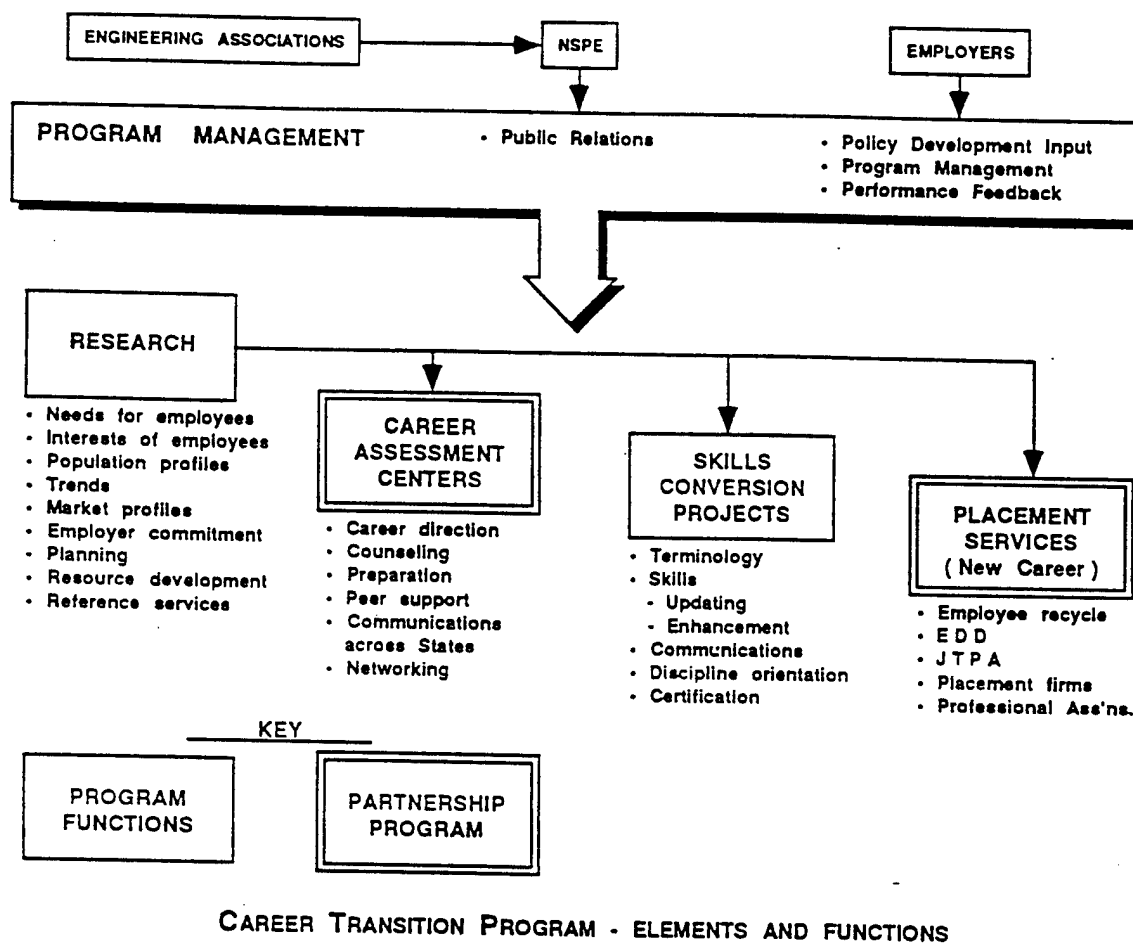 ENGINEERING ASSOCIATIONS
NSPE
EMPLOYERS
PROGRAM MANAGEMENT
• Public Relations
• Policy Development Input
• Program Management
• Performance Feedback
RESEARCH
• Needs for employees
• Interests of employees
• Population profiles
• Trends
• Market profiles
• Employer commitment
• Planning
• Resource development
• Reference services
CAREER
ASSESSMENT
CENTERS
• Career direction
• Counseling
• Preparation
• Peer support
• Communications
across States
• Networking
SKILLS
CONVERSION
PROJECTS
• Terminology
• Skills
- Updating
- Enhancement
• Communications
• Discipline orientation
• Certification
PLACEMENT
SERVICES
( New Career )
• Employee recycle
• EDD
• JTPA
• Placement firms
• Professional Ass'ns.
KEY
PROGRAM
FUNCTIONS
PARTNERSHIP
PROGRAM
CAREER TRANSITION PROGRAM - ELEMENTS AND FUNCTIONS